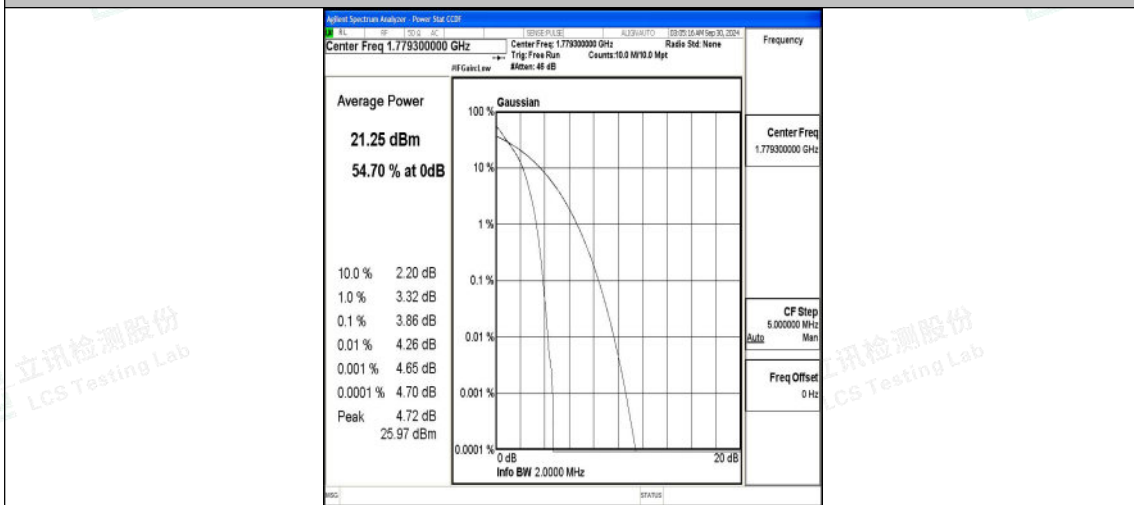 Agilent Spectrum Analyzer - Power Stat CCDF
RL RF 50 Ω AC SENSE:PULSE ALIGNAUTO 03:05:16 AM Sep 30, 2024
Center Freq 1.779300000 GHz
Center Freq: 1.779300000 GHz
Radio Std: None
Trig: Free Run
Counts:10.0 M/10.0 Mpt
#IFGain:Low
#Atten: 46 dB
Frequency
Average Power
21.25 dBm
54.70 % at 0dB
10.0 % 2.20 dB
1.0 % 3.32 dB
0.1 % 3.86 dB
0.01 % 4.26 dB
0.001 % 4.65 dB
0.0001 % 4.70 dB
Peak 4.72 dB
25.97 dBm
Gaussian
100 %
10 %
1 %
0.1 %
0.01 %
0.001 %
0.0001 %
0 dB
20 dB
Info BW 2.0000 MHz
Center Freq
1.779300000 GHz
CF Step
5.000000 MHz
Auto Man
Freq Offset
0 Hz
MSG
STATUS
立讯检测股份
LCS Testing Lab
立讯检测股份
LCS Testing Lab